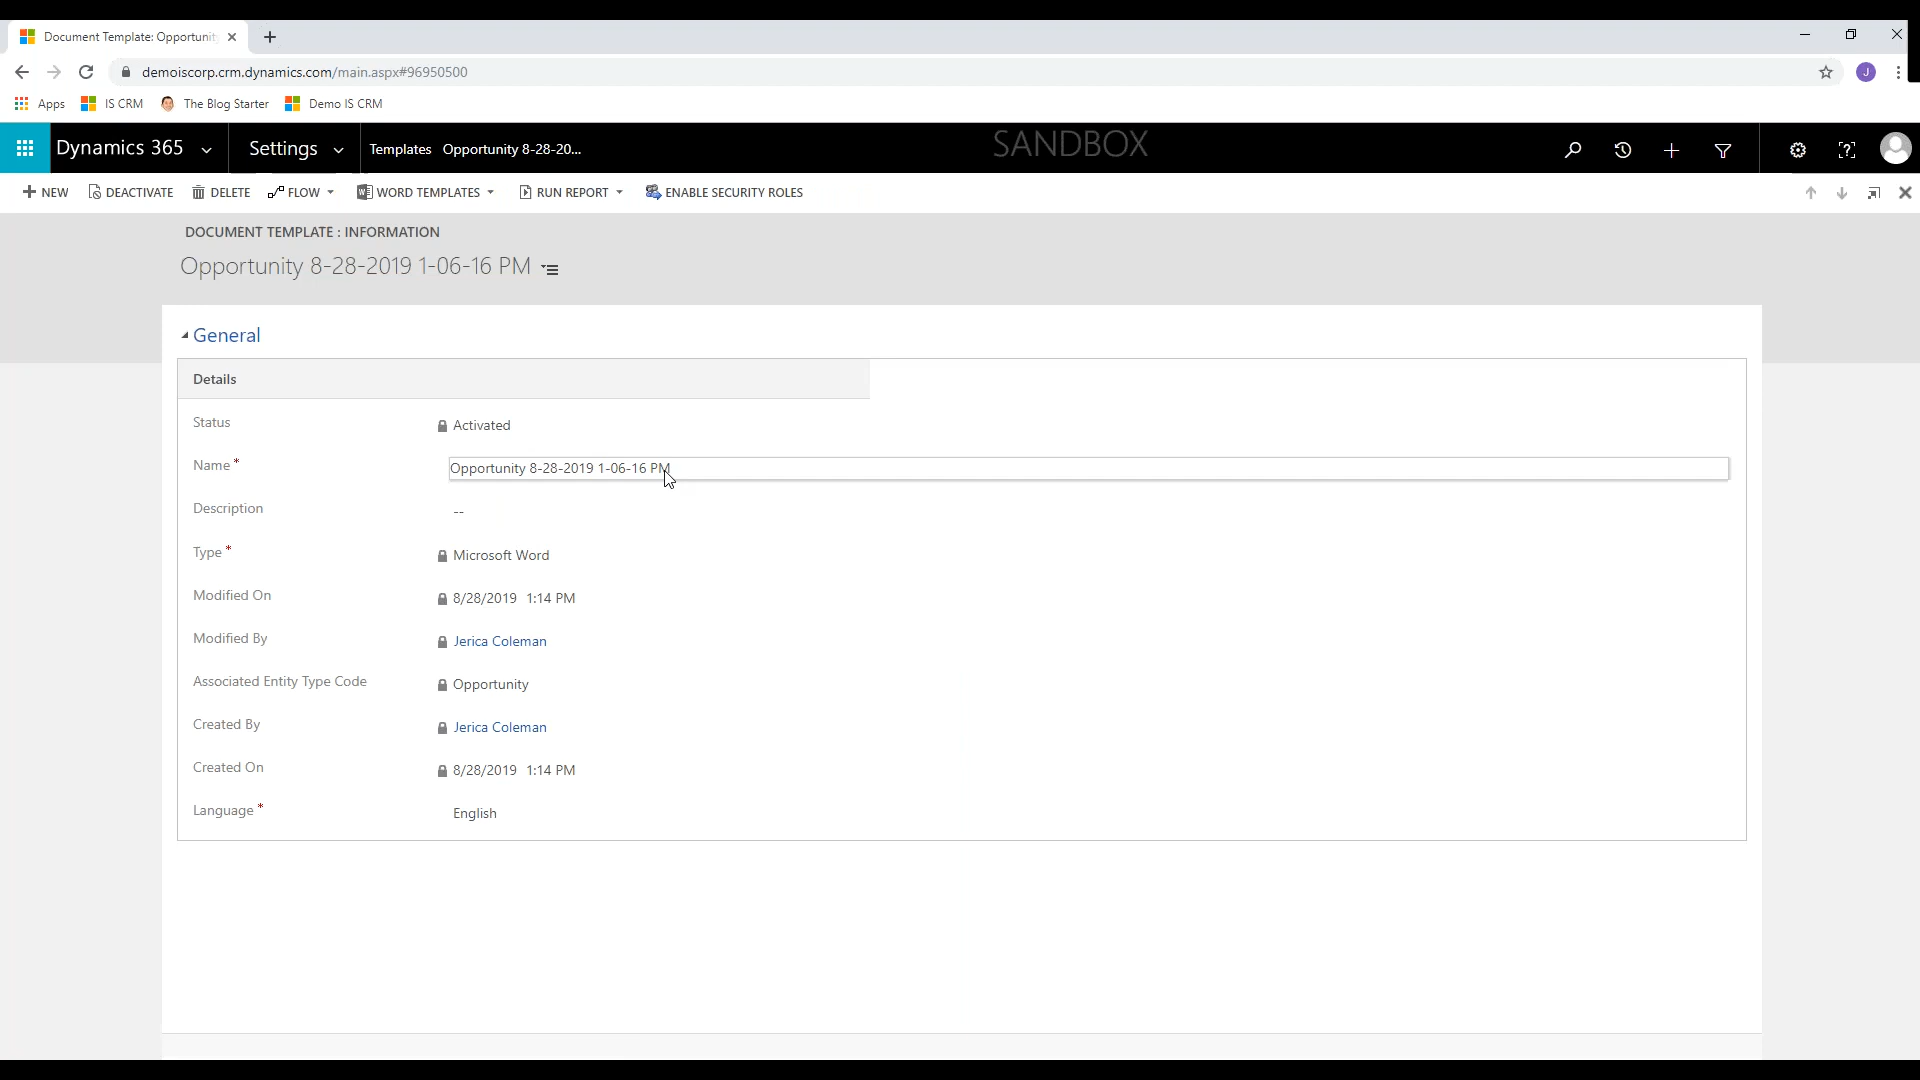 Document Template: Opportunit
demoiscorp.crm.dynamics.com/main.aspx#96950500
J
Apps IS CRM The Blog Starter Demo IS CRM
Dynamics 365 Settings Templates Opportunity 8-28-20... SANDBOX
NEW DEACTIVATE DELETE FLOW WORD TEMPLATES RUN REPORT ENABLE SECURITY ROLES
DOCUMENT TEMPLATE : INFORMATION
Opportunity 8-28-2019 1-06-16 PM
General
Details
Status Activated
Name * Opportunity 8-28-2019 1-06-16 PM
Description --
Type * Microsoft Word
Modified On 8/28/2019 1:14 PM
Modified By Jerica Coleman
Associated Entity Type Code Opportunity
Created By Jerica Coleman
Created On 8/28/2019 1:14 PM
Language * English